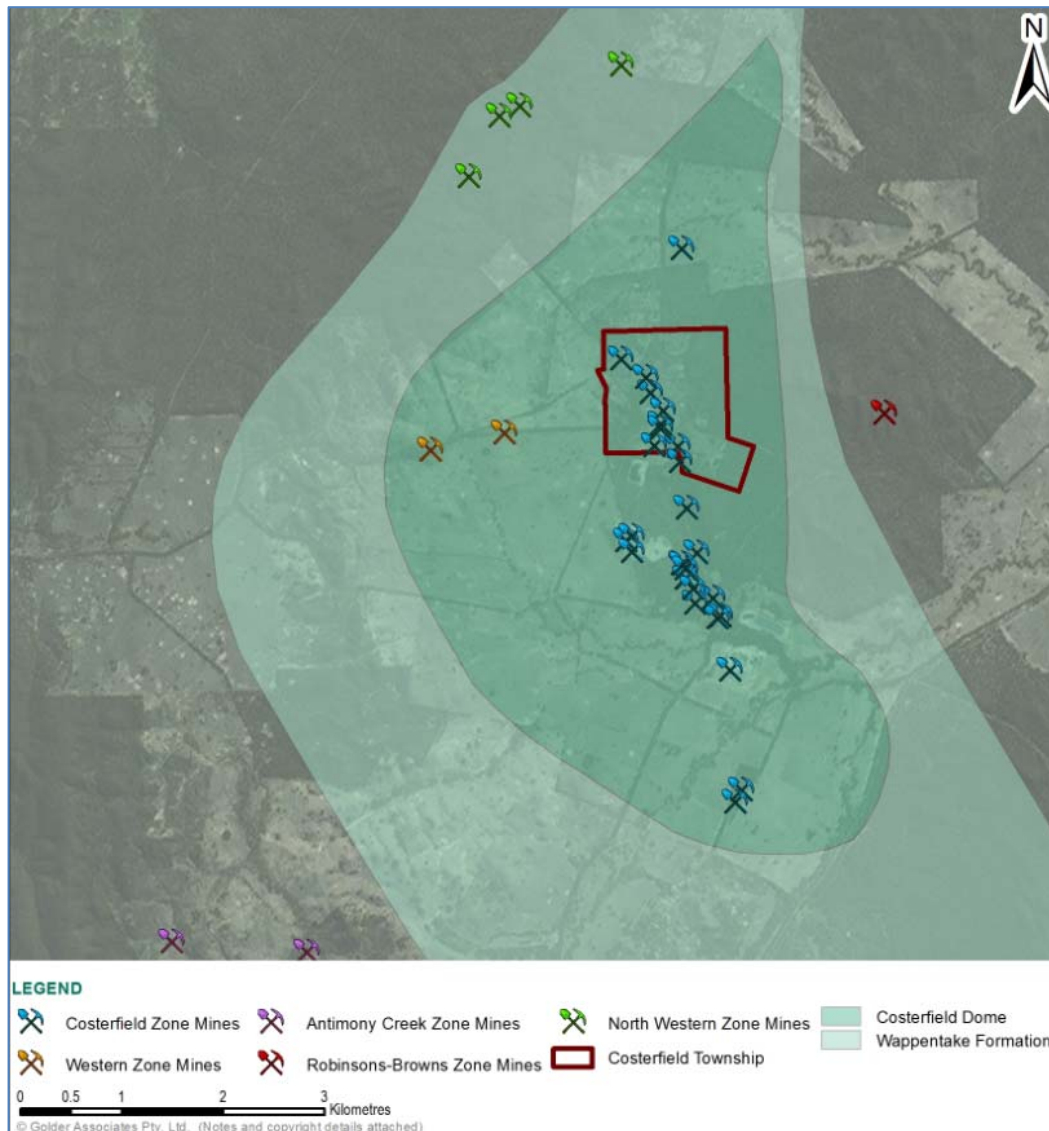 N
LEGEND
Costerfield Zone Mines Antimony Creek Zone Mines North Western Zone Mines Costerfield Dome
Western Zone Mines Robinsons-Browns Zone Mines Costerfield Township Wappentake Formation
0 0.5 1 2 3
Kilometres
© Golder Associates Pty. Ltd. (Notes and copyright details attached)